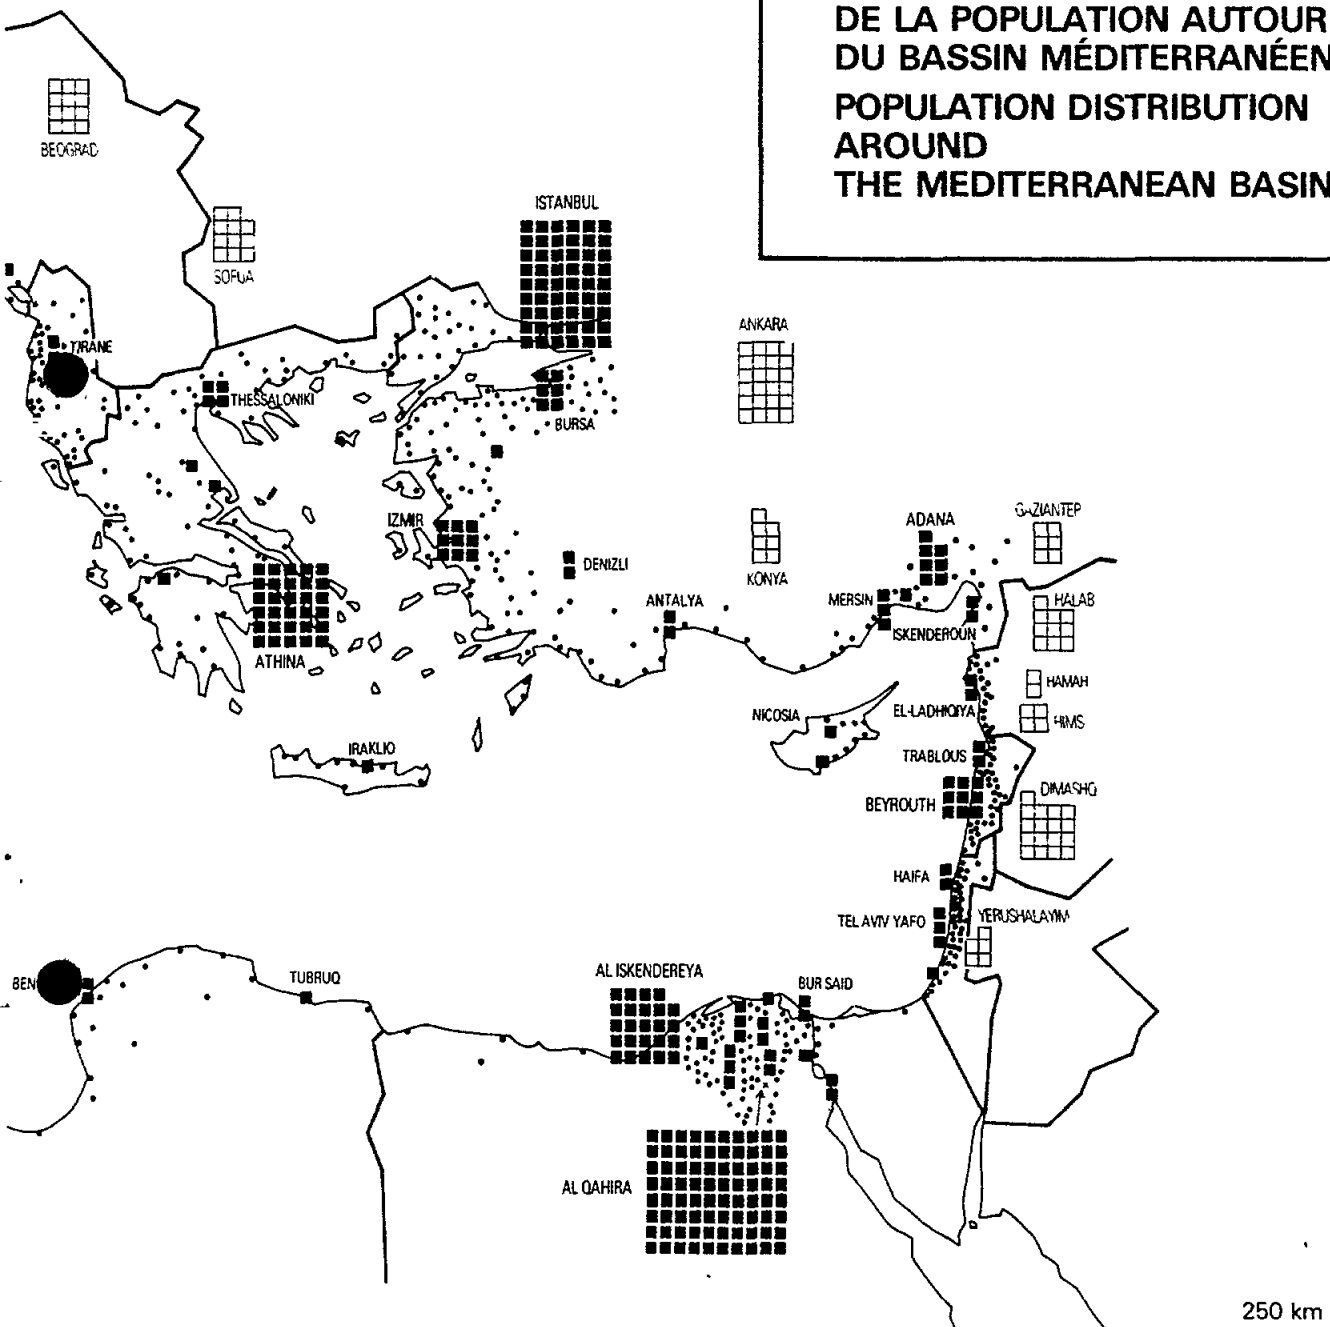 DE LA POPULATION AUTOUR
DU BASSIN MÉDITERRANÉEN
POPULATION DISTRIBUTION
AROUND
THE MEDITERRANEAN BASIN
BEOGRAD
ISTANBUL
SOFIJA
ANKARA
TIRANE
THESSALONIKI
BURSA
IZMIR
ADANA
GAZIANTEP
DENIZLI
KONYA
ANTALYA
MERSIN
HALAB
ISKENDEROUN
ATHINA
HAMAH
NICOSIA
EL-LADHIQIYA
HIMS
IRAKLIO
TRABLOUS
DIMASHQ
BEYROUTH
HAIFA
TEL AVIV YAFO
YERUSHALAYIM
BEN
TUBRUQ
AL ISKENDEREYA
BUR SAID
AL QAHIRA
250 km